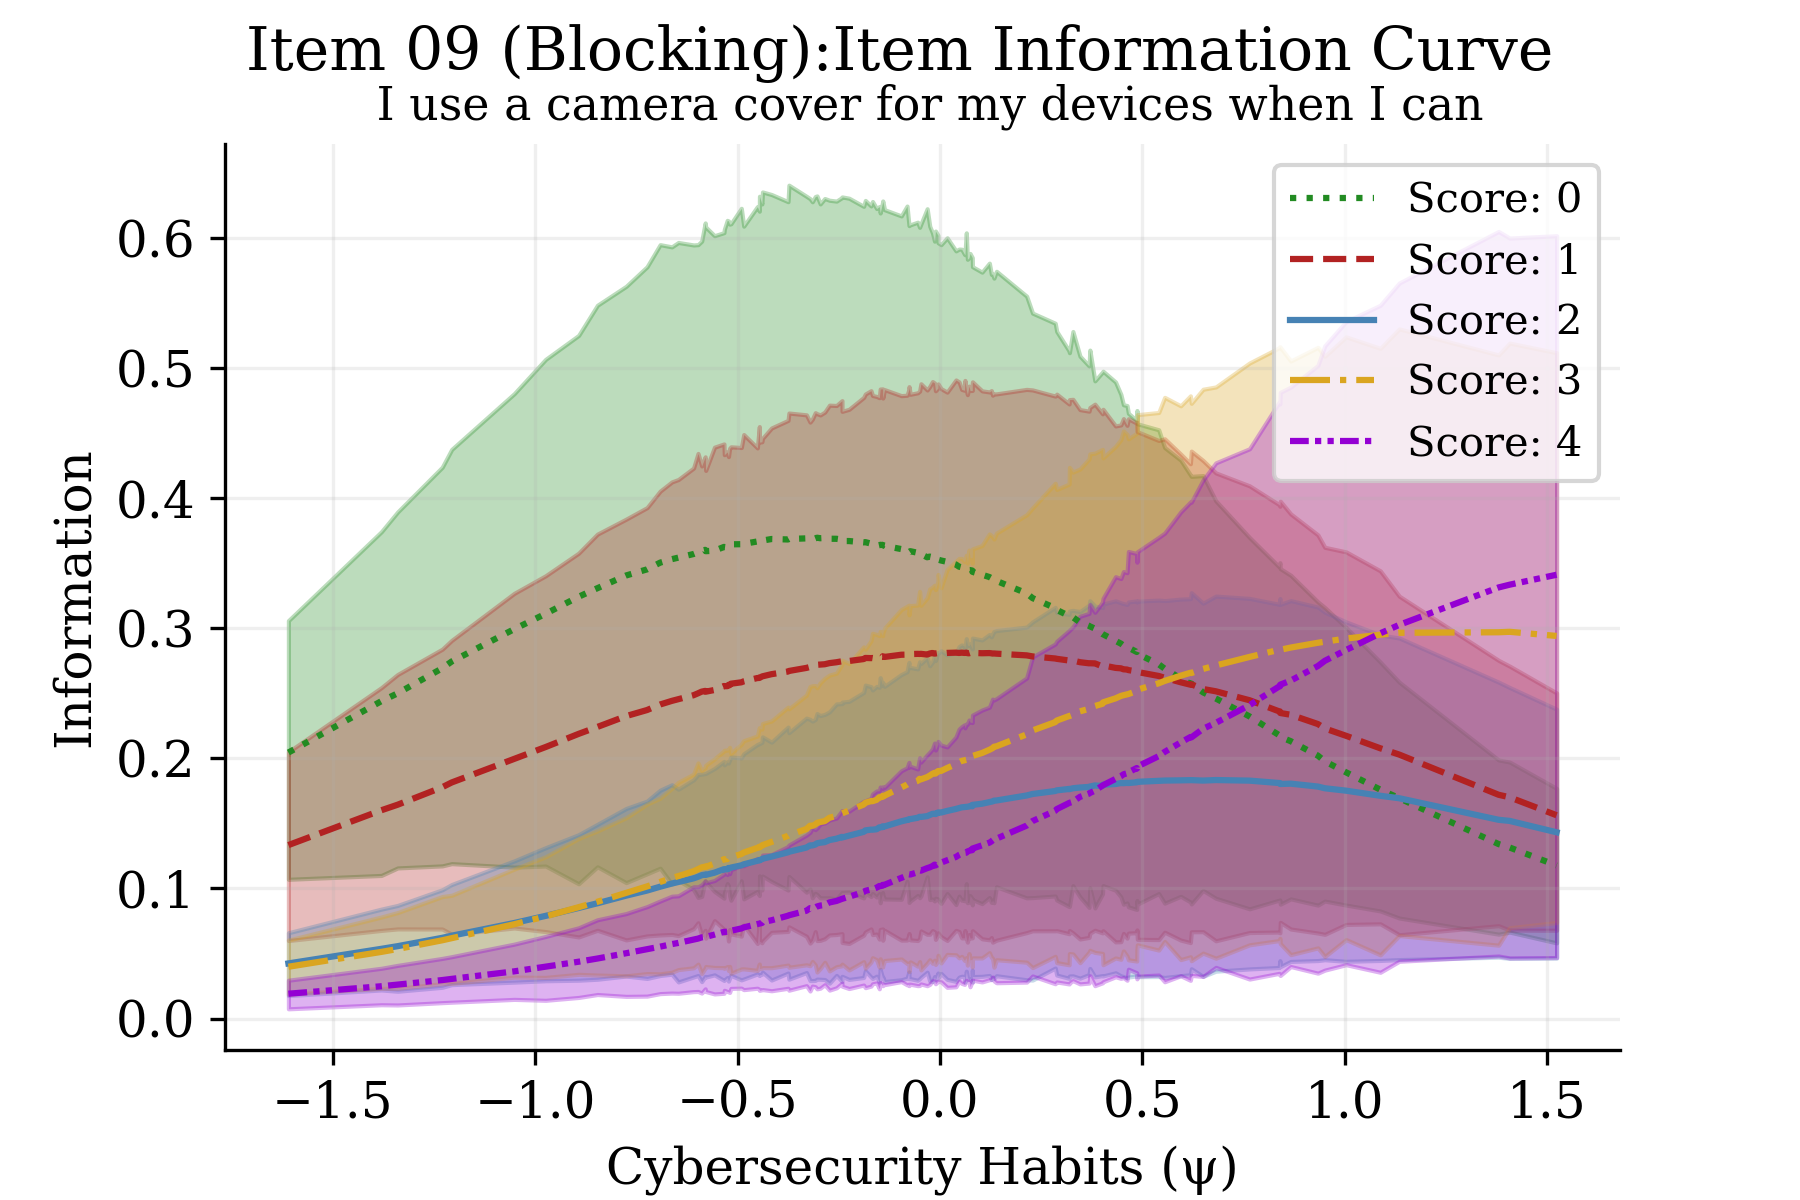 Item 09 (Blocking):Item Information Curve
I use a camera cover for my devices when I can
Score: 0
Score: 1
Score: 2
Score: 3
Score: 4
Information
0.6
0.5
0.4
0.3
0.2
0.1
0.0
−1.5 −1.0 −0.5 0.0 0.5 1.0 1.5
Cybersecurity Habits (ψ)